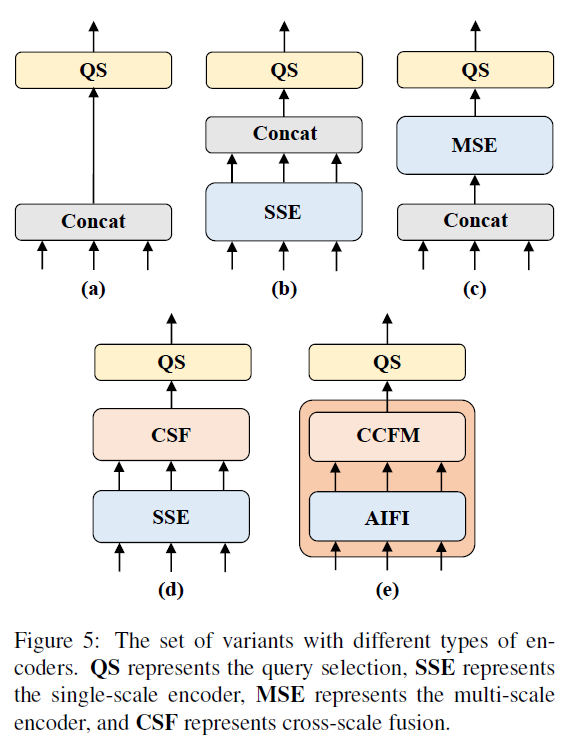 QS
QS
QS
Concat
MSE
Concat
SSE
Concat
(a)
(b)
(c)
QS
QS
CSF
CCFM
SSE
AIFI
(d)
(e)
Figure 5: The set of variants with different types of en-
coders. QS represents the query selection, SSE represents
the single-scale encoder, MSE represents the multi-scale
encoder, and CSF represents cross-scale fusion.